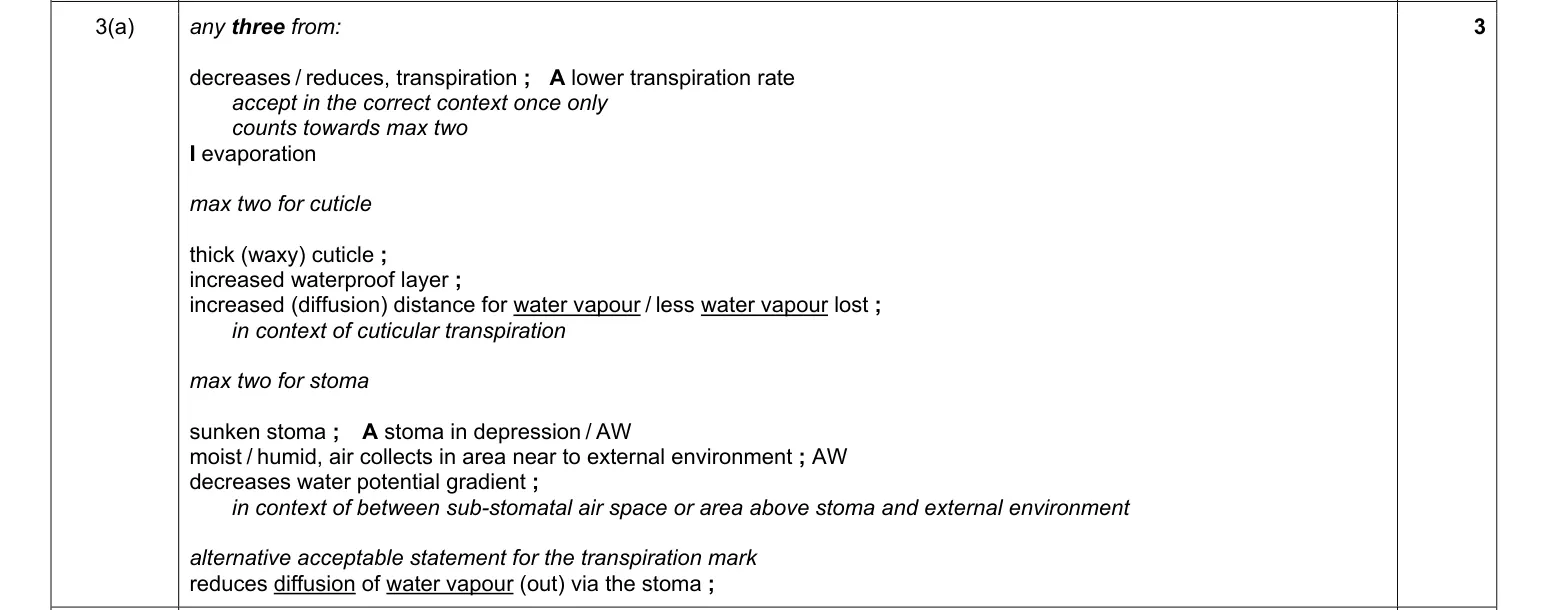 3(a) any three from: 3
decreases / reduces, transpiration ; A lower transpiration rate
accept in the correct context once only
counts towards max two
I evaporation
max two for cuticle
thick (waxy) cuticle ;
increased waterproof layer ;
increased (diffusion) distance for water vapour / less water vapour lost ;
in context of cuticular transpiration
max two for stoma
sunken stoma ; A stoma in depression / AW
moist / humid, air collects in area near to external environment ; AW
decreases water potential gradient ;
in context of between sub-stomatal air space or area above stoma and external environment
alternative acceptable statement for the transpiration mark
reduces diffusion of water vapour (out) via the stoma ;